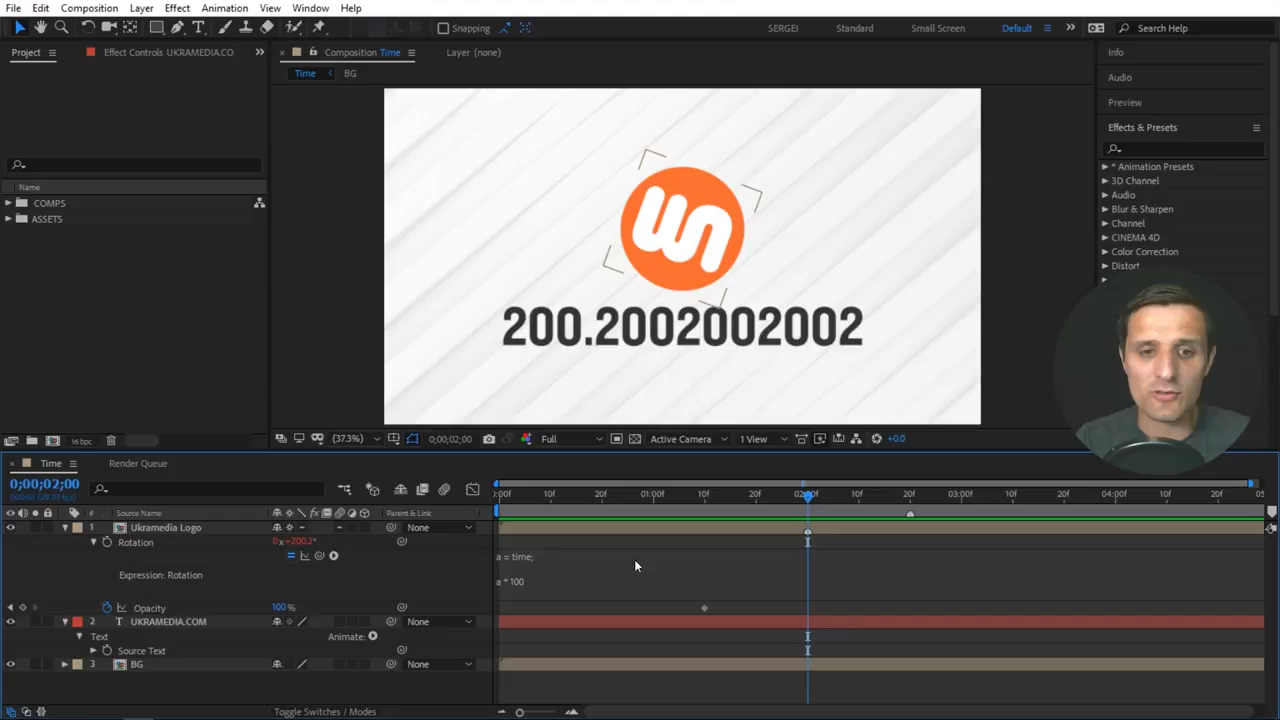 File Edit Composition Layer Effect Animation View Window Help
Snapping SERGEI Standard Small Screen Default Search Help
Project Effect Controls UKRAMEDIA.CO Composition Time Layer (none) Info
Time BG Audio
Preview
Effects & Presets
* Animation Presets
3D Channel
Name Audio
COMPS Blur & Sharpen
ASSETS Channel
CINEMA 4D
Color Correction
Distort
200.2002002002
16 bpc (37.3%) 0;00;02;00 Full Active Camera 1 View +0.0
Time Render Queue
0;00;02;00
:00f 10f 20f 01:00f 10f 20f 02:00f 10f 20f 03:00f 10f 20f 04:00f 10f 20f 05
# Source Name Parent & Link
1 Ukramedia Logo None
Rotation 0x+200.2°
a = time;
Expression: Rotation
a * 100
Opacity 100 %
2 T UKRAMEDIA.COM None
Text Animate:
Source Text
3 BG None
Toggle Switches / Modes